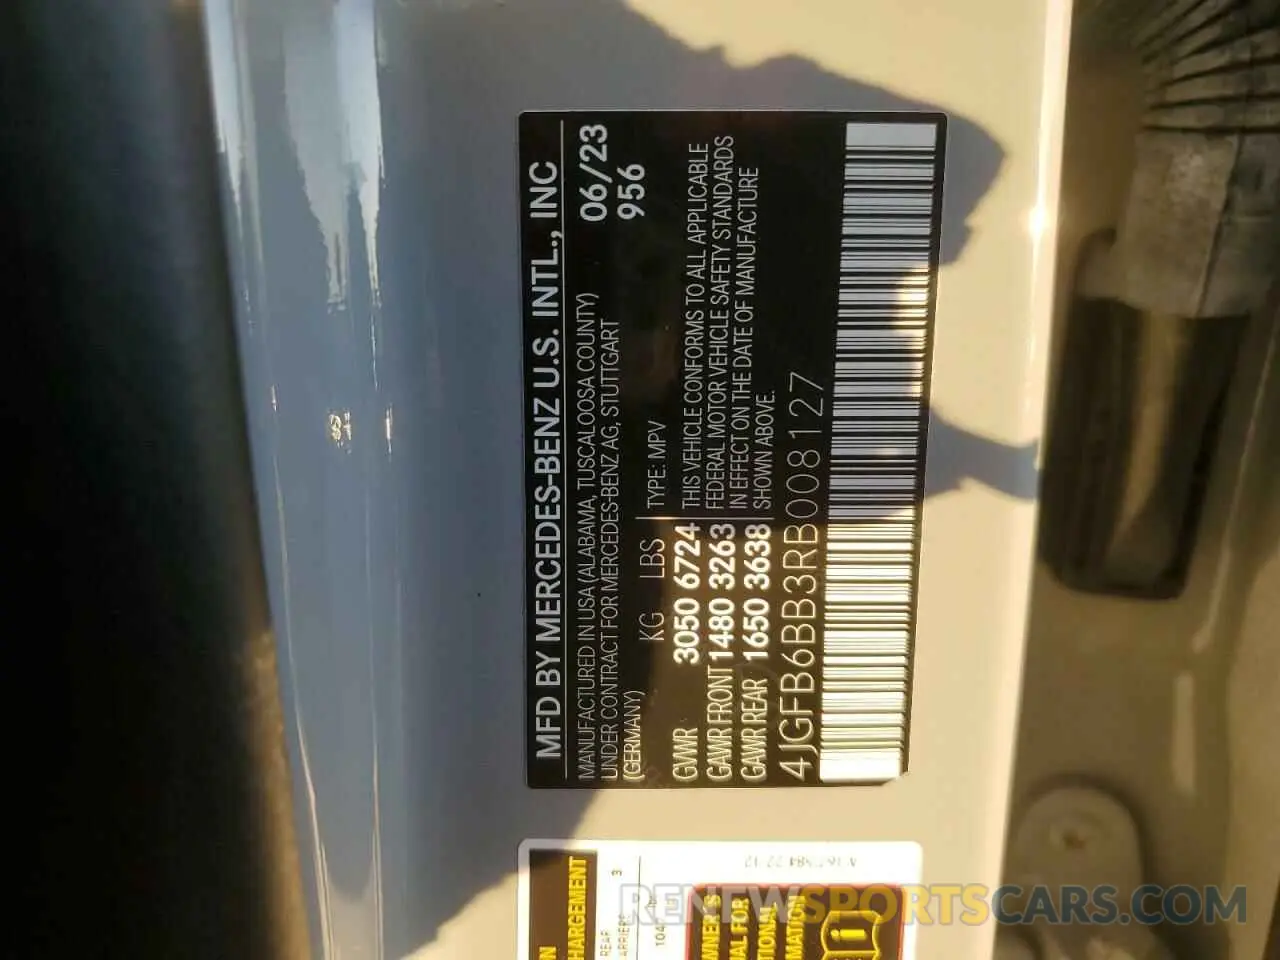 MFD BY MERCEDES-BENZ U.S. INTL., INC
MANUFACTURED IN USA (ALABAMA, TUSCALOOSA COUNTY)
UNDER CONTRACT FOR MERCEDES-BENZ AG, STUTTGART
(GERMANY)
06/23
956
KG LBS
GVWR 3050 6724
GAWR FRONT 1480 3263
GAWR REAR 1650 3638
TYPE: MPV
THIS VEHICLE CONFORMS TO ALL APPLICABLE
FEDERAL MOTOR VEHICLE SAFETY STANDARDS
IN EFFECT ON THE DATE OF MANUFACTURE
SHOWN ABOVE.
4JGFB6BB3RB008127
HARGEMENT
REAR
3
RENEWSPORTSCARS.COM